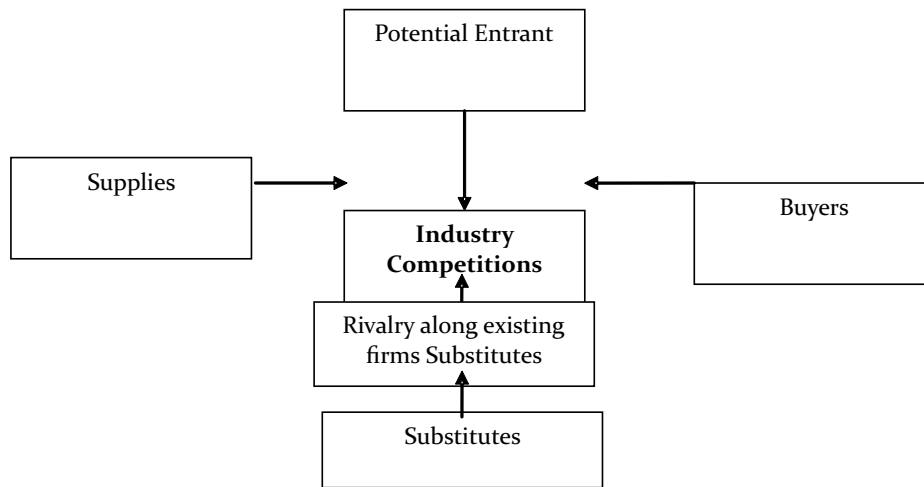 Potential Entrant
Supplies
Buyers
Industry
Competitions
Rivalry along existing
firms Substitutes
Substitutes